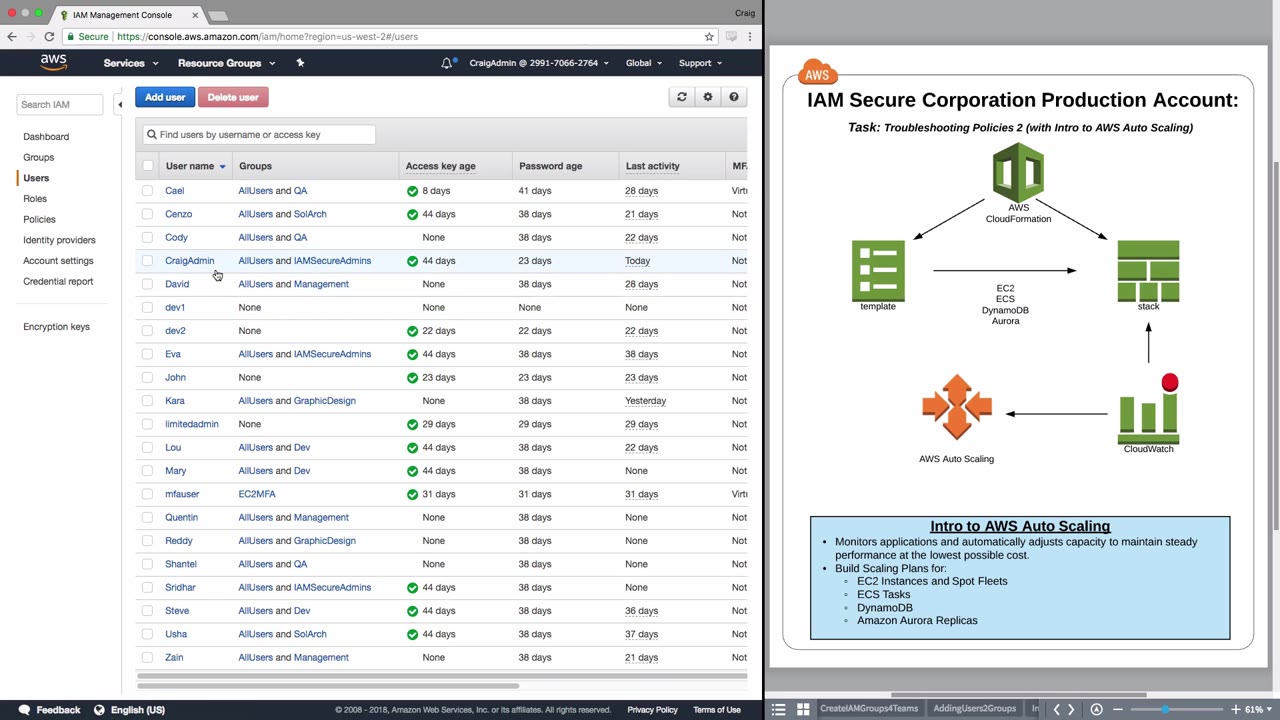 IAM Management Console
Craig
Secure https://console.aws.amazon.com/iam/home?region=us-west-2#/users
aws
Services
Resource Groups
CraigAdmin @ 2991-7066-2764
Global
Support
Search IAM
Dashboard
Groups
Users
Roles
Policies
Identity providers
Account settings
Credential report
Encryption keys
Add user
Delete user
Find users by username or access key
User name Groups Access key age Password age Last activity MF
Cael AllUsers and QA 8 days 41 days 28 days Virtu
Cenzo AllUsers and SolArch 44 days 38 days 21 days Not
Cody AllUsers and QA None 38 days 22 days Not
CraigAdmin AllUsers and IAMSecureAdmins 44 days 23 days Today Not
David AllUsers and Management None 38 days 28 days Not
dev1 None None None None Not
dev2 None 22 days 22 days 22 days Not
Eva AllUsers and IAMSecureAdmins 44 days 38 days 38 days Not
John None 23 days 23 days 23 days Not
Kara AllUsers and GraphicDesign None 38 days Yesterday Not
limitedadmin None 29 days 29 days 29 days Not
Lou AllUsers and Dev 44 days 38 days 22 days Not
Mary AllUsers and Dev 44 days 38 days None Not
mfauser EC2MFA 31 days 31 days 31 days Virtu
Quentin AllUsers and Management None 38 days None Not
Reddy AllUsers and GraphicDesign None 38 days None Not
Shantel AllUsers and QA None 38 days None Not
Sridhar AllUsers and IAMSecureAdmins 44 days 38 days None Not
Steve AllUsers and Dev 44 days 38 days 36 days Not
Usha AllUsers and SolArch 44 days 38 days 37 days Not
Zain AllUsers and Management None 38 days 21 days Not
Feedback
English (US)
© 2008 - 2018, Amazon Web Services, Inc. or its affiliates. All rights reserved.
Privacy Policy
Terms of Use
AWS
IAM Secure Corporation Production Account:
Task: Troubleshooting Policies 2 (with Intro to AWS Auto Scaling)
AWS
CloudFormation
template
EC2
ECS
DynamoDB
Aurora
stack
AWS Auto Scaling
CloudWatch
Intro to AWS Auto Scaling
• Monitors applications and automatically adjusts capacity to maintain steady
performance at the lowest possible cost.
• Build Scaling Plans for:
◦ EC2 Instances and Spot Fleets
◦ ECS Tasks
◦ DynamoDB
◦ Amazon Aurora Replicas
CreateIAMGroups4Teams
AddingUsers2Groups
61%